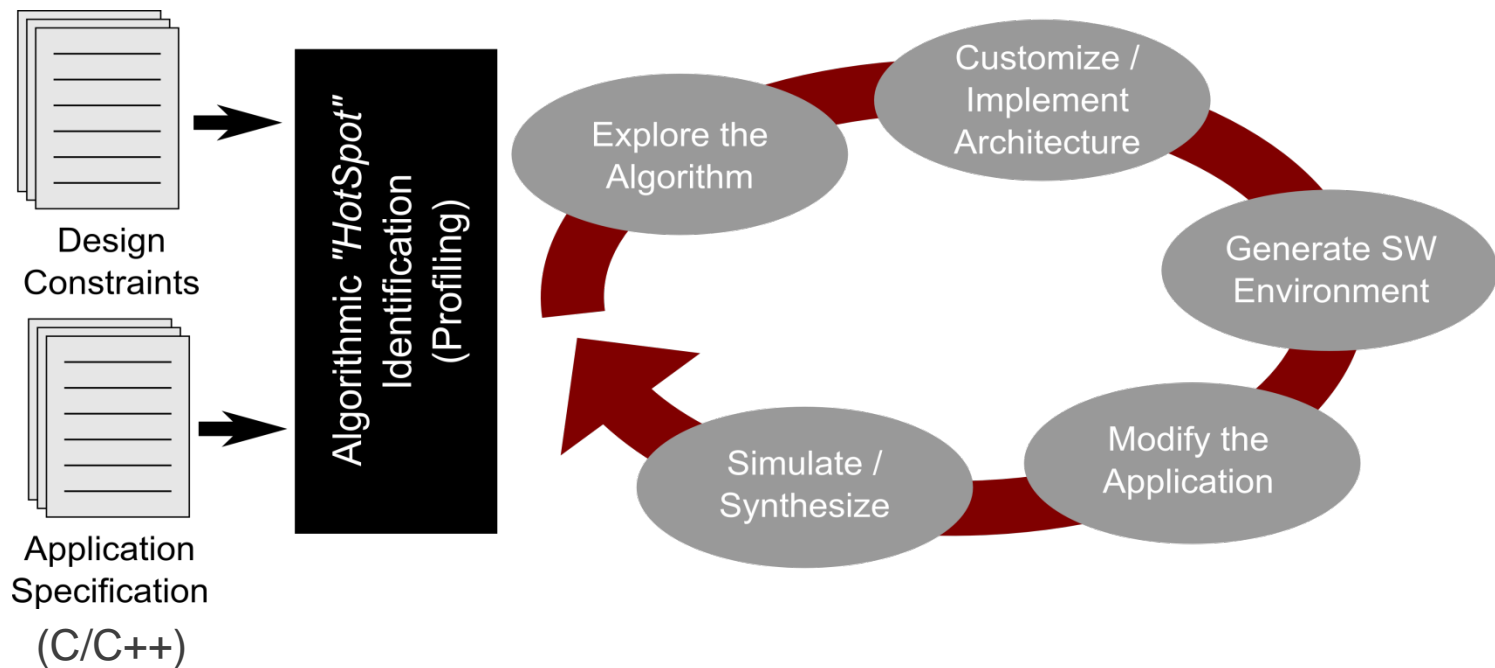 Design
Constraints
Application
Specification
(C/C++)
Algorithmic "HotSpot"
Identification
(Profiling)
Explore the
Algorithm
Customize /
Implement
Architecture
Generate SW
Environment
Modify the
Application
Simulate /
Synthesize